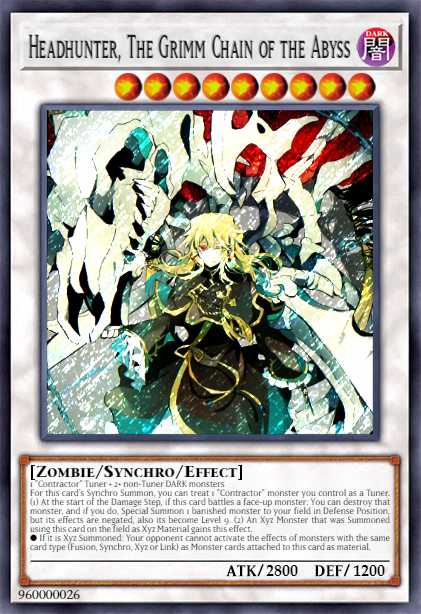 Headhunter, The Grimm Chain of the Abyss
DARK
闇
[Zombie/Synchro/Effect]
1 "Contractor" Tuner + 2+ non-Tuner DARK monsters
For this card's Synchro Summon, you can treat 1 "Contractor" monster you control as a Tuner.
(1) At the start of the Damage Step, if this card battles a face-up monster: You can destroy that
monster, and if you do, Special Summon 1 banished monster to your field in Defense Position,
but its effects are negated, also its become Level 9. (2) An Xyz Monster that was Summoned
using this card on the field as Xyz Material gains this effect.
● If it is Xyz Summoned: Your opponent cannot activate the effects of monsters with the same
card type (Fusion, Synchro, Xyz or Link) as Monster cards attached to this card as material.
ATK/2800 DEF/1200
960000026